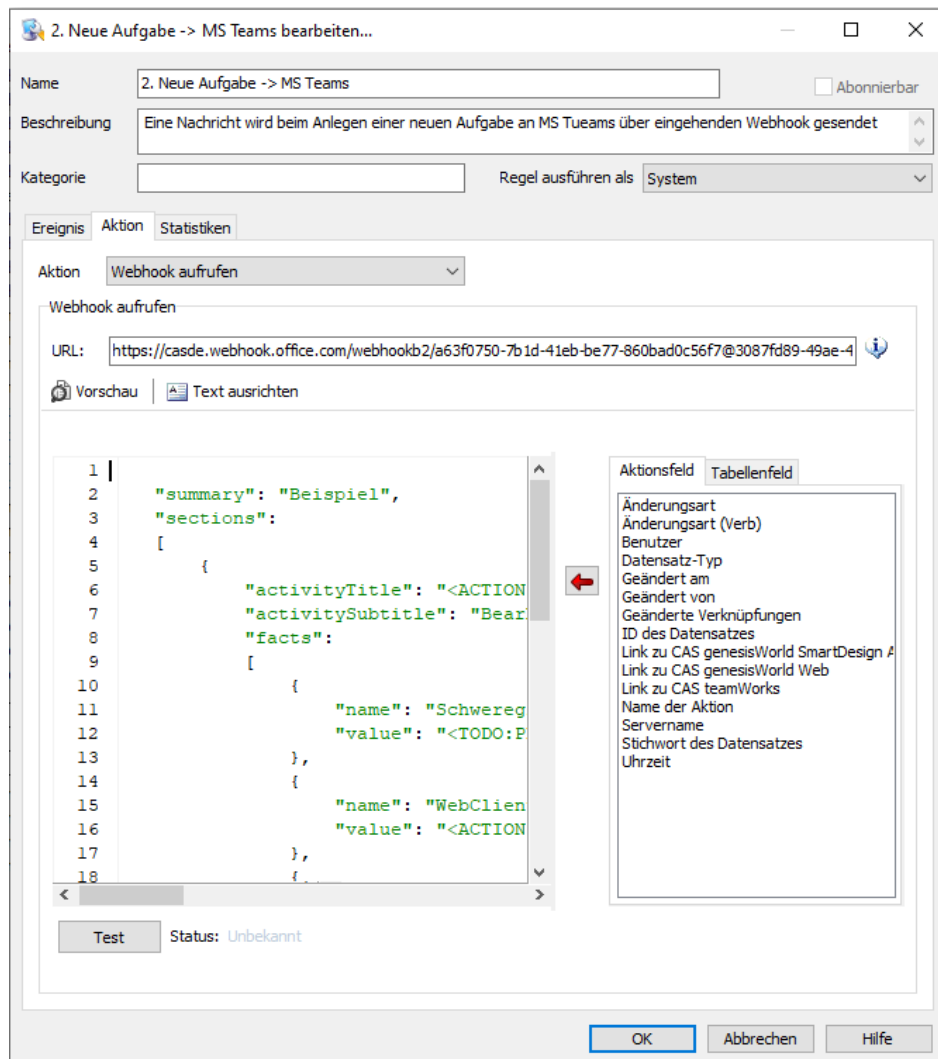 2. Neue Aufgabe -> MS Teams bearbeiten...
Name 2. Neue Aufgabe -> MS Teams Abonnierbar
Beschreibung Eine Nachricht wird beim Anlegen einer neuen Aufgabe an MS Tueams über eingehenden Webhook gesendet
Kategorie Regel ausführen als System
Ereignis Aktion Statistiken
Aktion Webhook aufrufen
Webhook aufrufen
URL: https://casde.webhook.office.com/webhookb2/a63f0750-7b1d-41eb-be77-860bad0c56f7@3087fd89-49ae-4
Vorschau Text ausrichten
1
2 "summary": "Beispiel",
3 "sections":
4 [
5 {
6 "activityTitle": "<ACTION
7 "activitySubtitle": "Bear
8 "facts":
9 [
10 {
11 "name": "Schwereg
12 "value": "<TODO:P
13 },
14 {
15 "name": "WebClien
16 "value": "<ACTION
17 },
18 {
Aktionsfeld Tabellenfeld
Änderungsart
Änderungsart (Verb)
Benutzer
Datensatz-Typ
Geändert am
Geändert von
Geänderte Verknüpfungen
ID des Datensatzes
Link zu CAS genesisWorld SmartDesign A
Link zu CAS genesisWorld Web
Link zu CAS teamWorks
Name der Aktion
Servername
Stichwort des Datensatzes
Uhrzeit
Test Status: Unbekannt
OK Abbrechen Hilfe